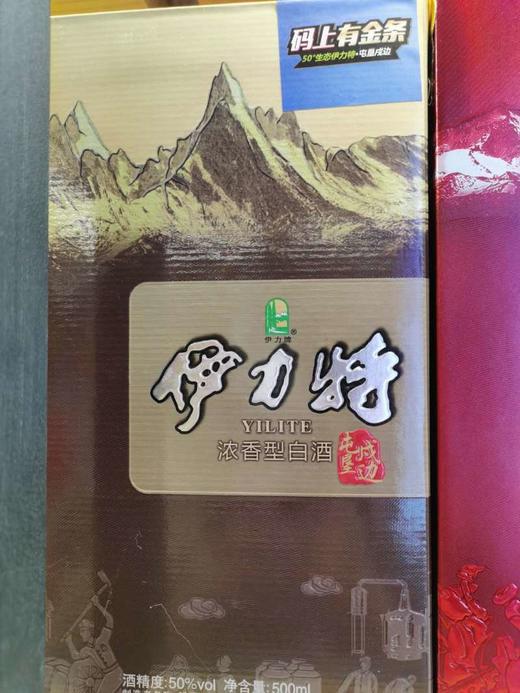 码上有金条
50°生态伊力特·屯垦戍边
伊力牌®
伊力特
YILITE
浓香型白酒
屯垦戍边
酒精度:50%vol 净含量:500ml